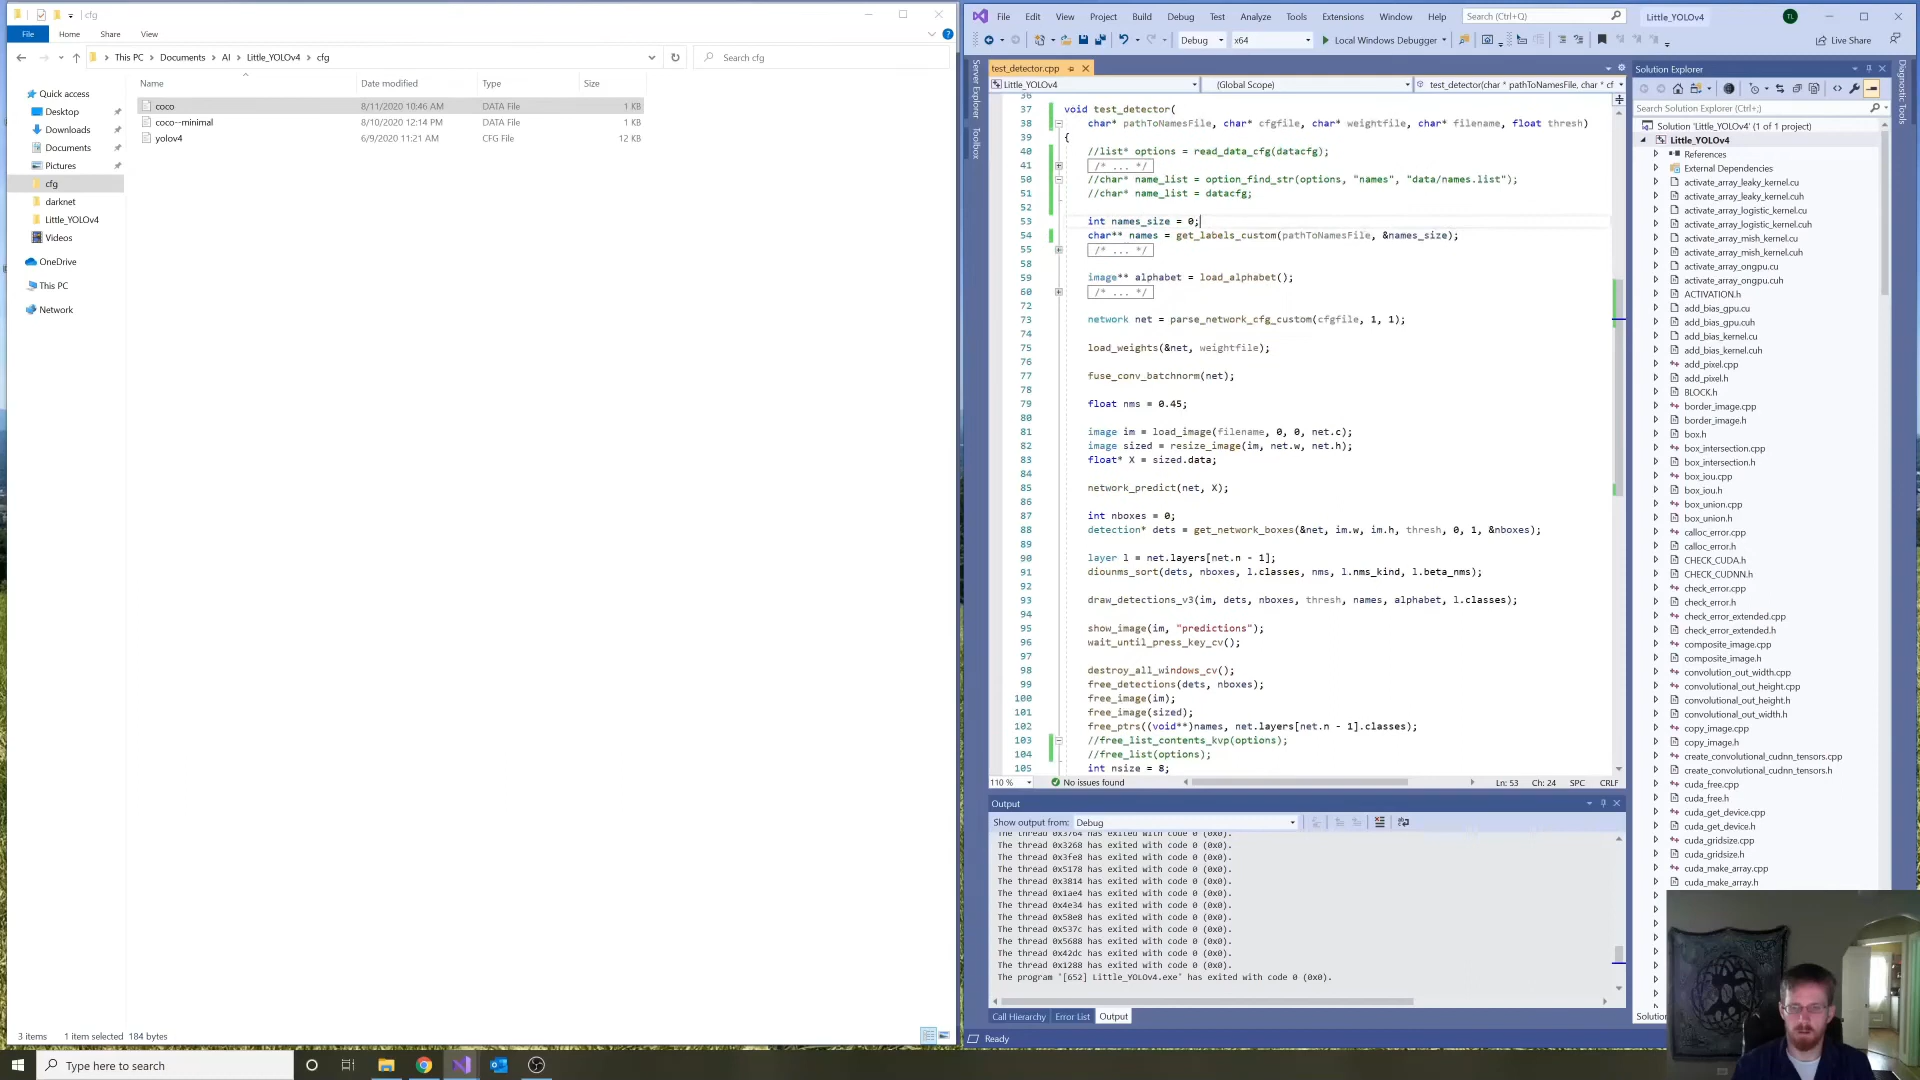 cfg
File
Home
Share
View
This PC
Documents
AI
Little_YOLOv4
cfg
Search cfg
Name
Date modified
Type
Size
coco
8/11/2020 10:46 AM
DATA File
1 KB
coco--minimal
8/10/2020 12:14 PM
DATA File
1 KB
yolov4
6/9/2020 11:21 AM
CFG File
12 KB
Quick access
Desktop
Downloads
Documents
Pictures
cfg
darknet
Little_YOLOv4
Videos
OneDrive
This PC
Network
3 items
1 item selected 184 bytes
Type here to search
File Edit View Project Build Debug Test Analyze Tools Extensions Window Help
Search (Ctrl+Q)
Little_YOLOv4
TL
Debug
x64
Local Windows Debugger
Live Share
Server Explorer
Toolbox
test_detector.cpp
Little_YOLOv4
(Global Scope)
test_detector(char * pathToNamesFile, char * cf
36
37 void test_detector(
38 char* pathToNamesFile, char* cfgfile, char* weightfile, char* filename, float thresh)
39 {
40 //list* options = read_data_cfg(datacfg);
41 /* ... */
50 //char* name_list = option_find_str(options, "names", "data/names.list");
51 //char* name_list = datacfg;
52
53 int names_size = 0;
54 char** names = get_labels_custom(pathToNamesFile, &names_size);
55 /* ... */
58
59 image** alphabet = load_alphabet();
60 /* ... */
72
73 network net = parse_network_cfg_custom(cfgfile, 1, 1);
74
75 load_weights(&net, weightfile);
76
77 fuse_conv_batchnorm(net);
78
79 float nms = 0.45;
80
81 image im = load_image(filename, 0, 0, net.c);
82 image sized = resize_image(im, net.w, net.h);
83 float* X = sized.data;
84
85 network_predict(net, X);
86
87 int nboxes = 0;
88 detection* dets = get_network_boxes(&net, im.w, im.h, thresh, 0, 1, &nboxes);
89
90 layer l = net.layers[net.n - 1];
91 diounms_sort(dets, nboxes, l.classes, nms, l.nms_kind, l.beta_nms);
92
93 draw_detections_v3(im, dets, nboxes, thresh, names, alphabet, l.classes);
94
95 show_image(im, "predictions");
96 wait_until_press_key_cv();
97
98 destroy_all_windows_cv();
99 free_detections(dets, nboxes);
100 free_image(im);
101 free_image(sized);
102 free_ptrs((void**)names, net.layers[net.n - 1].classes);
103 //free_list_contents_kvp(options);
104 //free_list(options);
105 int nsize = 8;
110 %
No issues found
Ln: 53
Ch: 24
SPC
CRLF
Output
Show output from:
Debug
The thread 0x3764 has exited with code 0 (0x0).
The thread 0x3268 has exited with code 0 (0x0).
The thread 0x3fe8 has exited with code 0 (0x0).
The thread 0x5178 has exited with code 0 (0x0).
The thread 0x3814 has exited with code 0 (0x0).
The thread 0x1ae4 has exited with code 0 (0x0).
The thread 0x4e34 has exited with code 0 (0x0).
The thread 0x58e8 has exited with code 0 (0x0).
The thread 0x537c has exited with code 0 (0x0).
The thread 0x5688 has exited with code 0 (0x0).
The thread 0x42dc has exited with code 0 (0x0).
The thread 0x1288 has exited with code 0 (0x0).
The program '[652] Little_YOLOv4.exe' has exited with code 0 (0x0).
Call Hierarchy
Error List
Output
Ready
Solution Explorer
Search Solution Explorer (Ctrl+;)
Solution 'Little_YOLOv4' (1 of 1 project)
Little_YOLOv4
References
External Dependencies
activate_array_leaky_kernel.cu
activate_array_leaky_kernel.cuh
activate_array_logistic_kernel.cu
activate_array_logistic_kernel.cuh
activate_array_mish_kernel.cu
activate_array_mish_kernel.cuh
activate_array_ongpu.cu
activate_array_ongpu.cuh
ACTIVATION.h
add_bias_gpu.cu
add_bias_gpu.cuh
add_bias_kernel.cu
add_bias_kernel.cuh
add_pixel.cpp
add_pixel.h
BLOCK.h
border_image.cpp
border_image.h
box.h
box_intersection.cpp
box_intersection.h
box_iou.cpp
box_iou.h
box_union.cpp
box_union.h
calloc_error.cpp
calloc_error.h
CHECK_CUDA.h
CHECK_CUDNN.h
check_error.cpp
check_error.h
check_error_extended.cpp
check_error_extended.h
composite_image.cpp
composite_image.h
convolution_out_width.cpp
convolutional_out_height.cpp
convolutional_out_height.h
convolutional_out_width.h
copy_image.cpp
copy_image.h
create_convolutional_cudnn_tensors.cpp
create_convolutional_cudnn_tensors.h
cuda_free.cpp
cuda_free.h
cuda_get_device.cpp
cuda_get_device.h
cuda_gridsize.cpp
cuda_gridsize.h
cuda_make_array.cpp
cuda_make_array.h
Diagnostic Tools